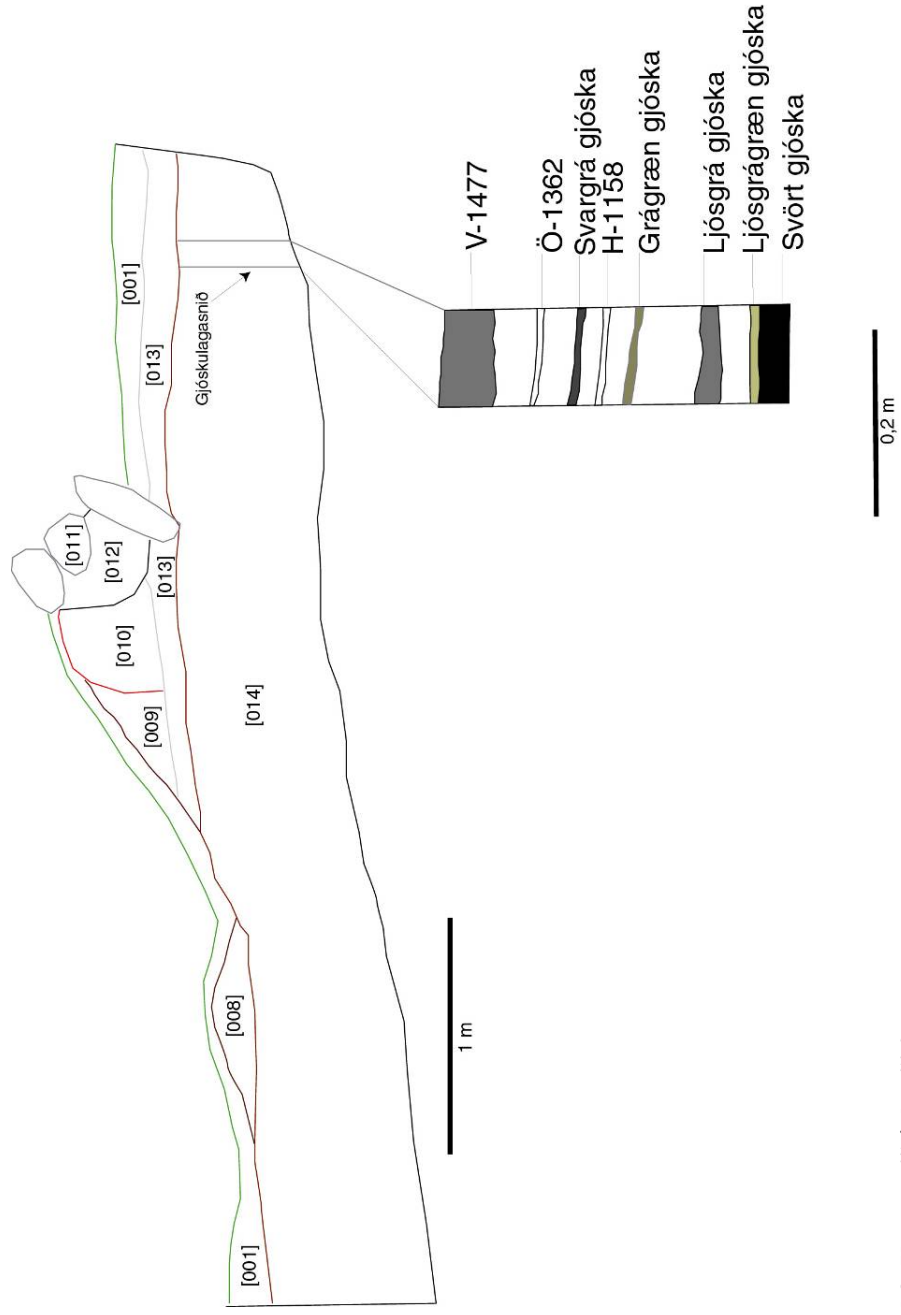 [011]
[012]
[001]
[010]
[013]
[013]
[009]
Gjóskulagasnið
[014]
[008]
[001]
1 m
V-1477
Ö-1362
Svargrá gjóska
H-1158
Grágræn gjóska
Ljósgrá gjóska
Ljósgrágræn gjóska
Svört gjóska
0,2 m